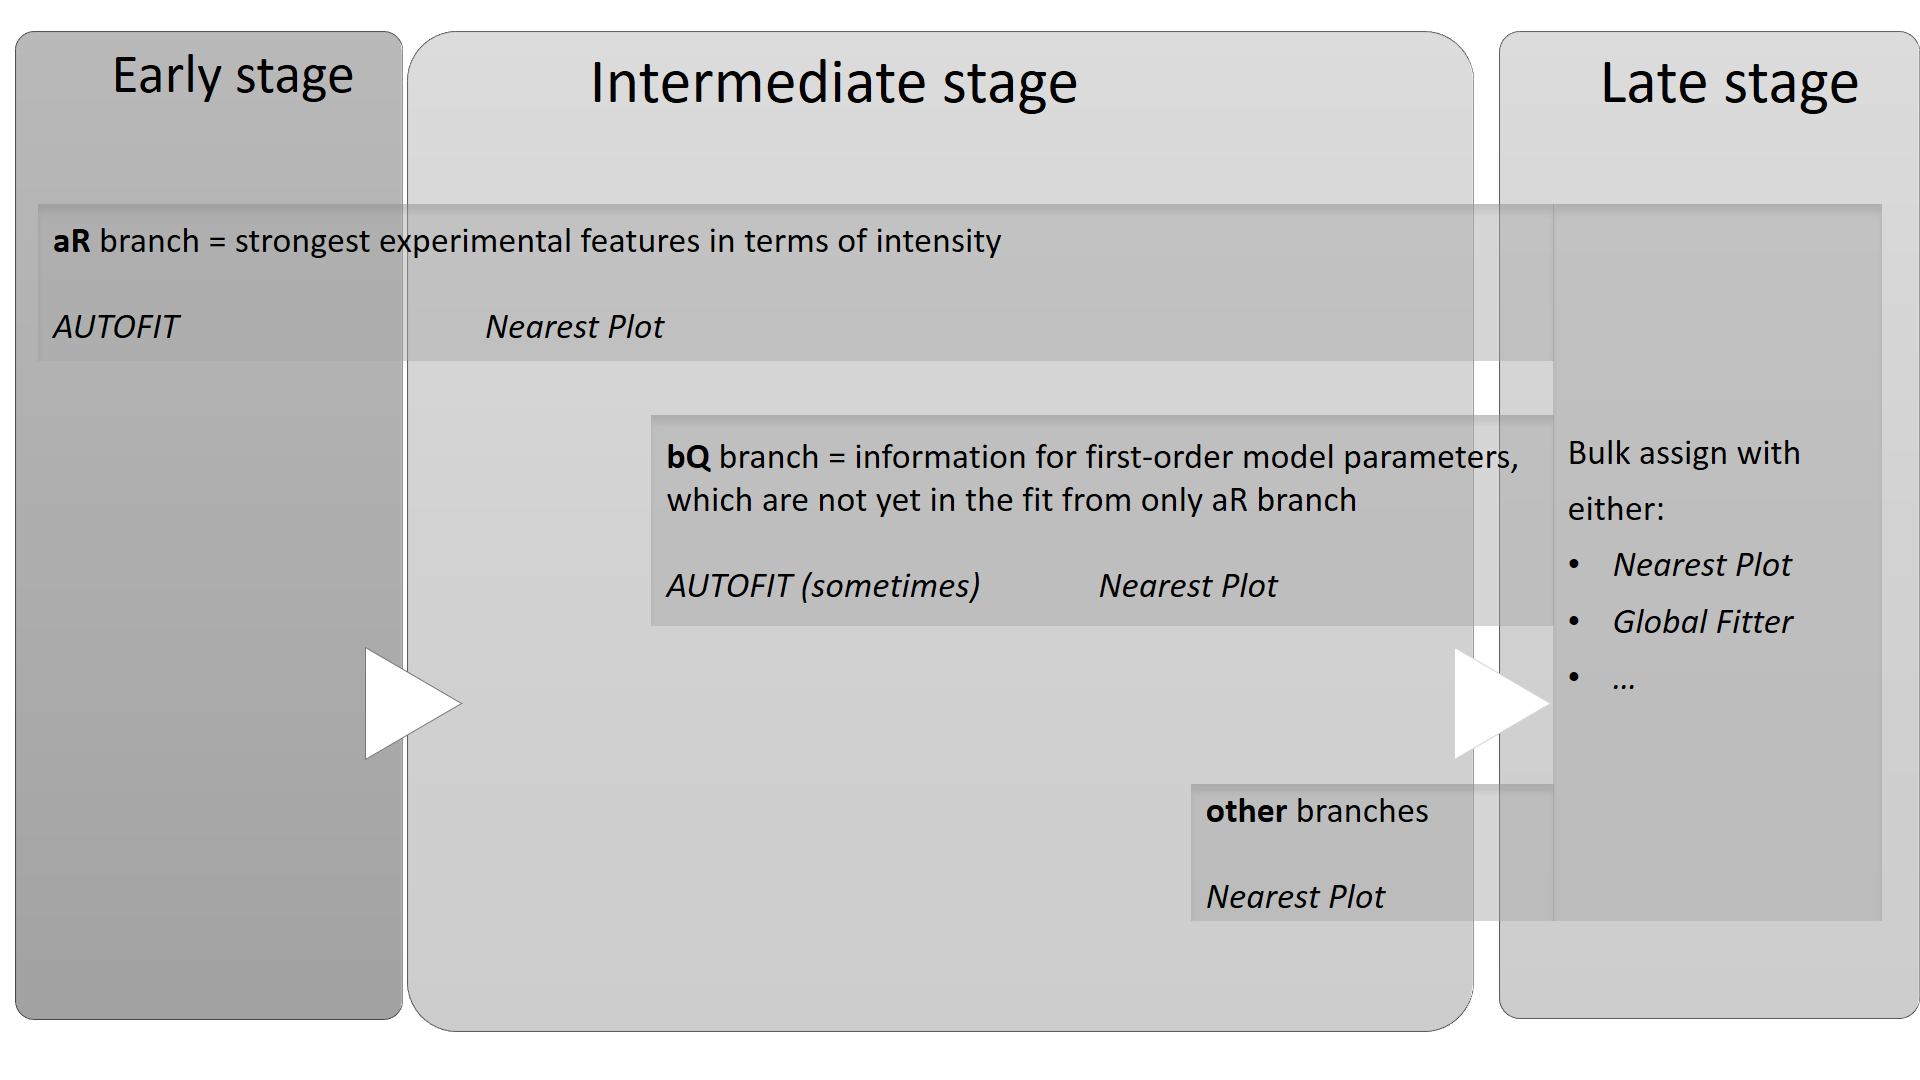 Early stage
Intermediate stage
Late stage
aR branch = strongest experimental features in terms of intensity
AUTOFIT
Nearest Plot
bQ branch = information for first-order model parameters,
which are not yet in the fit from only aR branch
AUTOFIT (sometimes)
Nearest Plot
other branches
Nearest Plot
Bulk assign with
either:
• Nearest Plot
• Global Fitter
• ...